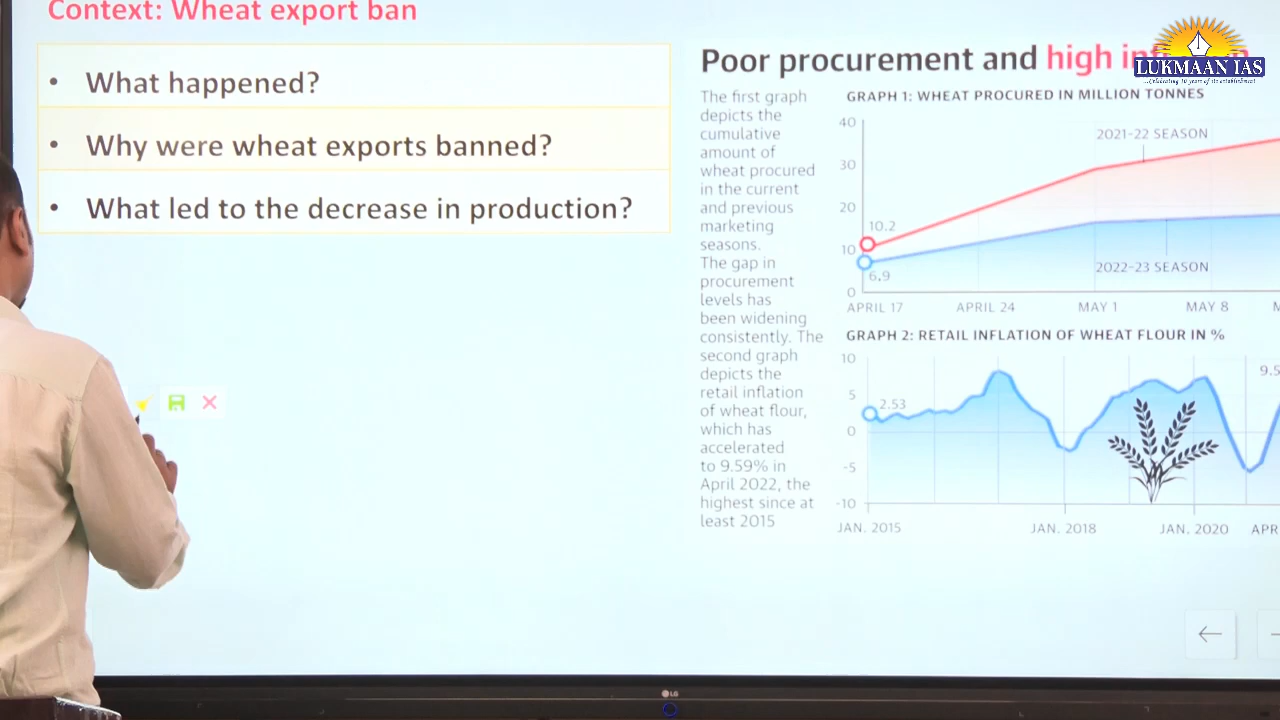 Context: Wheat export ban
• What happened?
• Why were wheat exports banned?
• What led to the decrease in production?
Poor procurement and high
LUKMAAN IAS
The first graph
depicts the
cumulative
amount of
wheat procured
in the current
and previous
marketing
seasons.
The gap in
procurement
levels has
been widening
consistently. The
second graph
depicts the
retail inflation
of wheat flour,
which has
accelerated
to 9.59% in
April 2022, the
highest since at
least 2015
GRAPH 1: WHEAT PROCURED IN MILLION TONNES
40
30
20
10
0
2021-22 SEASON
10.2
6.9
2022-23 SEASON
APRIL 17 APRIL 24 MAY 1 MAY 8
GRAPH 2: RETAIL INFLATION OF WHEAT FLOUR IN %
10
5
0
-5
-10
2.53
9.5
JAN. 2015 JAN. 2018 JAN. 2020 APR
LG